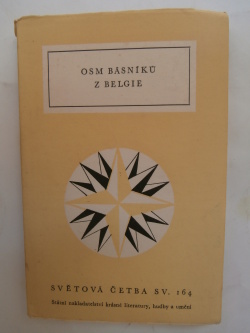 OSM BÁSNÍKŮ
Z BELGIE
SVĚTOVÁ ČETBA SV. 164
Státní nakladatelství krásné literatury, hudby a umění